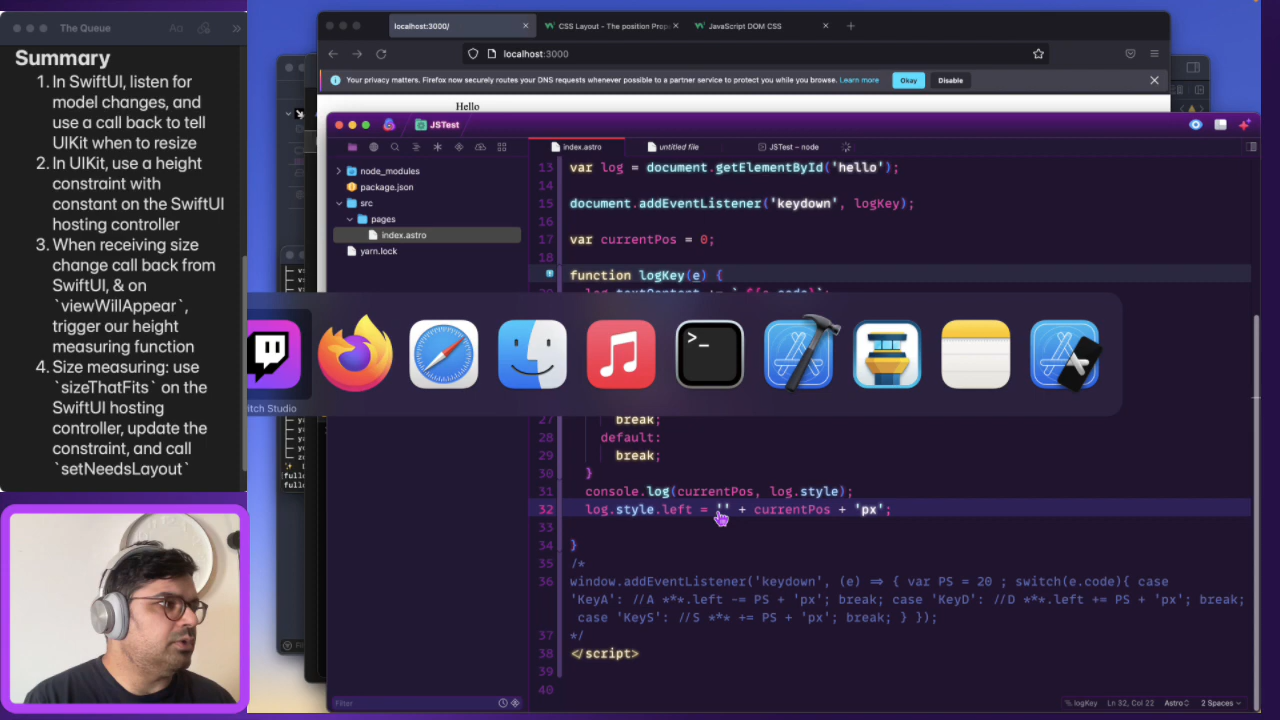 The Queue
Aa
Summary
1. In SwiftUI, listen for
model changes, and
use a call back to tell
UIKit when to resize
2. In UIKit, use a height
constraint with
constant on the SwiftUI
hosting controller
3. When receiving size
change call back from
SwiftUI, & on
`viewWillAppear`,
trigger our height
measuring function
4. Size measuring: use
`sizeThatFits` on the
SwiftUI hosting
controller, update the
constraint, and call
`setNeedsLayout`
localhost:3000/
CSS Layout - The position Prop
JavaScript DOM CSS
localhost:3000
Your privacy matters. Firefox now securely routes your DNS requests whenever possible to a partner service to protect you while you browse. Learn more
Okay
Disable
Hello
JSTest
index.astro
untitled file
JSTest — node
node_modules
package.json
src
pages
index.astro
yarn.lock
13 var log = document.getElementById('hello');
14
15 document.addEventListener('keydown', logKey);
16
17 var currentPos = 0;
18
function logKey(e) {
itch Studio
27 break;
28 default:
29 break;
30 }
31 console.log(currentPos, log.style);
32 log.style.left = '' + currentPos + 'px';
33
34 }
35 /*
36 window.addEventListener('keydown', (e) => { var PS = 20 ; switch(e.code){ case
'KeyA': //A ***.left -= PS + 'px'; break; case 'KeyD': //D ***.left += PS + 'px'; break;
case 'KeyS': //S *** += PS + 'px'; break; } });
37 */
38 </script>
39
40
Filter
logKey
Ln 32, Col 22
Astro
2 Spaces